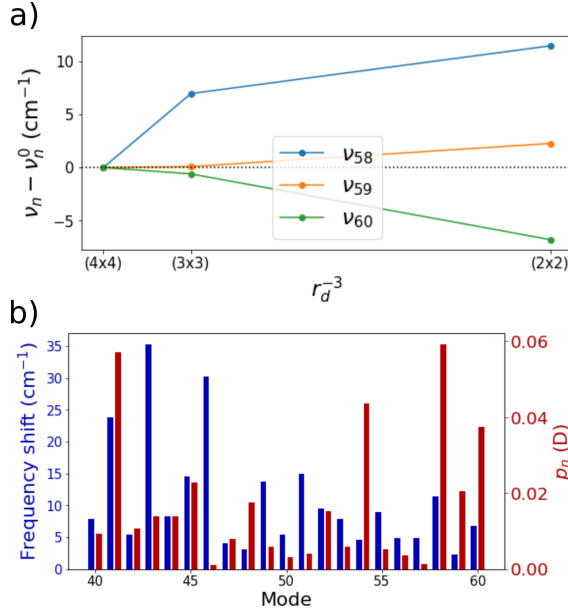 a)
10
5
0
−5
νₙ − νₙ⁰ (cm⁻¹)
ν₅₈
ν₅₉
ν₆₀
(4x4) (3x3) (2x2)
r_d⁻³
b)
35
30
25
20
15
10
5
0
Frequency shift (cm⁻¹)
0.06
0.04
0.02
0.00
pₙ (D)
40 45 50 55 60
Mode